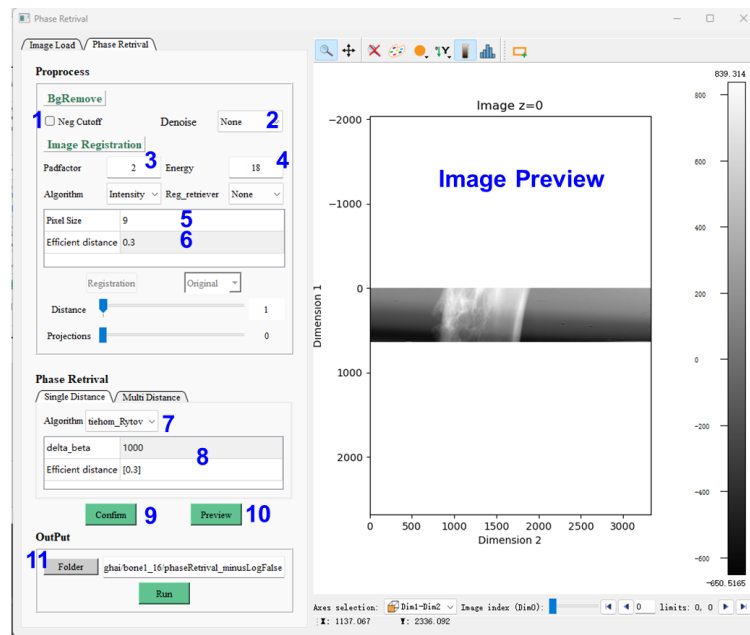 Phase Retrival
Image Load
Phase Retrival
Proprocess
BgRemove
1
Neg Cutoff
Denoise
None
2
Image Registration
Padfactor
2
3
Energy
18
4
Algorithm
Intensity
Reg_retriever
None
Pixel Size
9
5
Efficient distance
0.3
6
Registration
Original
Distance
1
Projections
0
Phase Retrival
Single Distance
Multi Distance
Algorithm
tiehom_Rytov
7
delta_beta
1000
8
Efficient distance
[0.3]
Confirm
9
Preview
10
OutPut
11
Folder
ghai/bone1_16/phaseRetrival_minusLogFalse
Run
Image z=0
Image Preview
−2000
−1000
0
1000
2000
Dimension 1
0
500
1000
1500
2000
2500
3000
Dimension 2
839.314
800
600
400
200
0
−200
−400
−600
−650.5165
Axes selection:
Dim1-Dim2
Image index (Dim0):
0
limits: 0, 0
X: 1137.067
Y: 2336.092